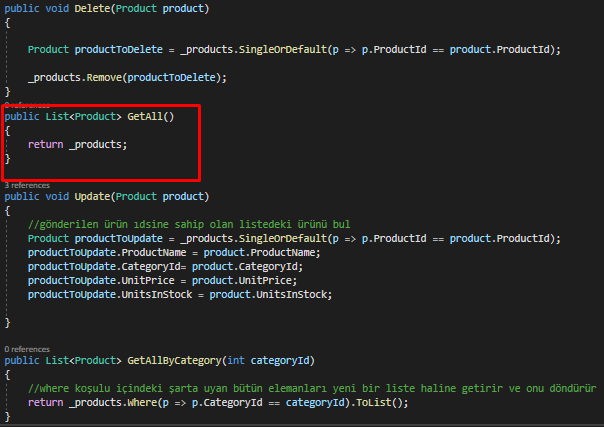 public void Delete(Product product)
{
Product productToDelete = _products.SingleOrDefault(p => p.ProductId == product.ProductId);
_products.Remove(productToDelete);
}
public List<Product> GetAll()
{
return _products;
}
3 references
public void Update(Product product)
{
//gönderilen ürün ıdsine sahip olan listedeki ürünü bul
Product productToUpdate = _products.SingleOrDefault(p => p.ProductId == product.ProductId);
productToUpdate.ProductName = product.ProductName;
productToUpdate.CategoryId= product.CategoryId;
productToUpdate.UnitPrice = product.UnitPrice;
productToUpdate.UnitsInStock = product.UnitsInStock;
}
0 references
public List<Product> GetAllByCategory(int categoryId)
{
//where koşulu içindeki şarta uyan bütün elemanları yeni bir liste haline getirir ve onu döndürür
return _products.Where(p => p.CategoryId == categoryId).ToList();
}